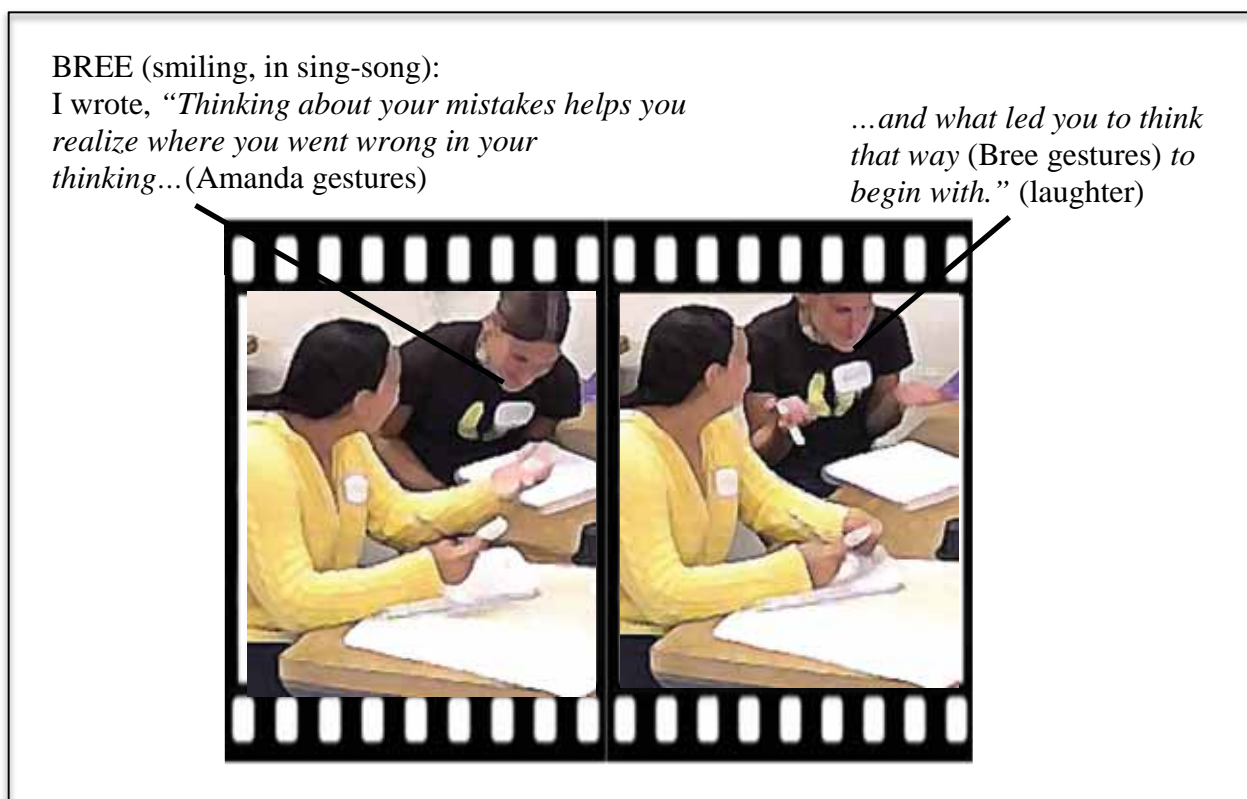 BREE (smiling, in sing-song):
I wrote, “Thinking about your mistakes helps you
realize where you went wrong in your
thinking…(Amanda gestures)
…and what led you to think
that way (Bree gestures) to
begin with.” (laughter)